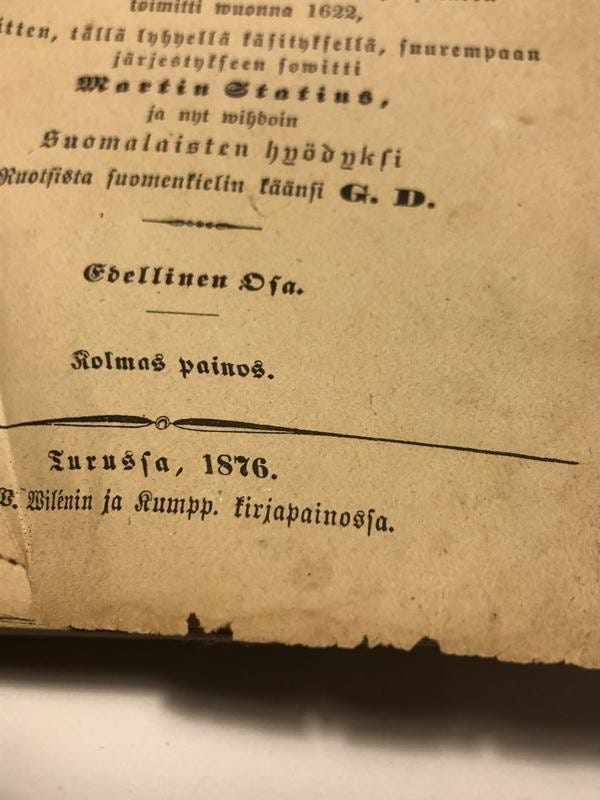 toimitti wuonna 1622,
tällä lyhyellä käsityksellä, suurempaan
järjestykseen sowitti
Martin Statius,
ja nyt wihdoin
Suomalaisten hyödyksi
Ruotsista suomenkielin käänsi G. D.
Edellinen Osa.
Kolmas painos.
Turussa, 1876.
W. Wilénin ja Kumpp. kirjapainossa.